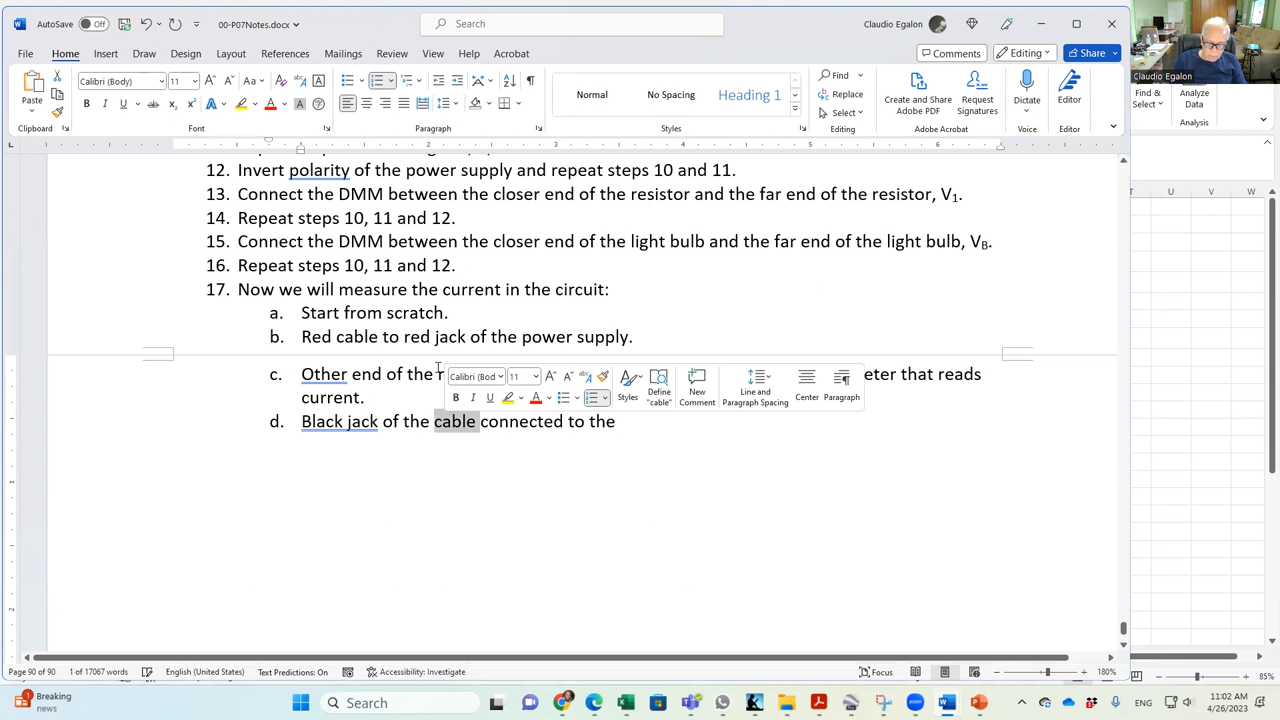 AutoSave Off 00-P07Notes.docx Search Claudio Egalon
File Home Insert Draw Design Layout References Mailings Review View Help Acrobat Comments Editing Share
Claudio Egalon
Paste Calibri (Body) 11 Normal No Spacing Heading 1 Find Replace Select Create and Share Adobe PDF Request Signatures Dictate Editor Find & Select Analyze Data
Clipboard Font Paragraph Styles Editing Adobe Acrobat Voice Editor Analysis
T U V W
12. Invert polarity of the power supply and repeat steps 10 and 11.
13. Connect the DMM between the closer end of the resistor and the far end of the resistor, V1.
14. Repeat steps 10, 11 and 12.
15. Connect the DMM between the closer end of the light bulb and the far end of the light bulb, VB.
16. Repeat steps 10, 11 and 12.
17. Now we will measure the current in the circuit:
a. Start from scratch.
b. Red cable to red jack of the power supply.
c. Other end of the eter that reads
current.
d. Black jack of the cable connected to the
Calibri (Bod 11
Styles Define "cable" New Comment Line and Paragraph Spacing Center Paragraph
Page 90 of 90 1 of 17067 words English (United States) Text Predictions: On Accessibility: Investigate Focus 180% 85%
Breaking news Search 11:02 AM
4/26/2023